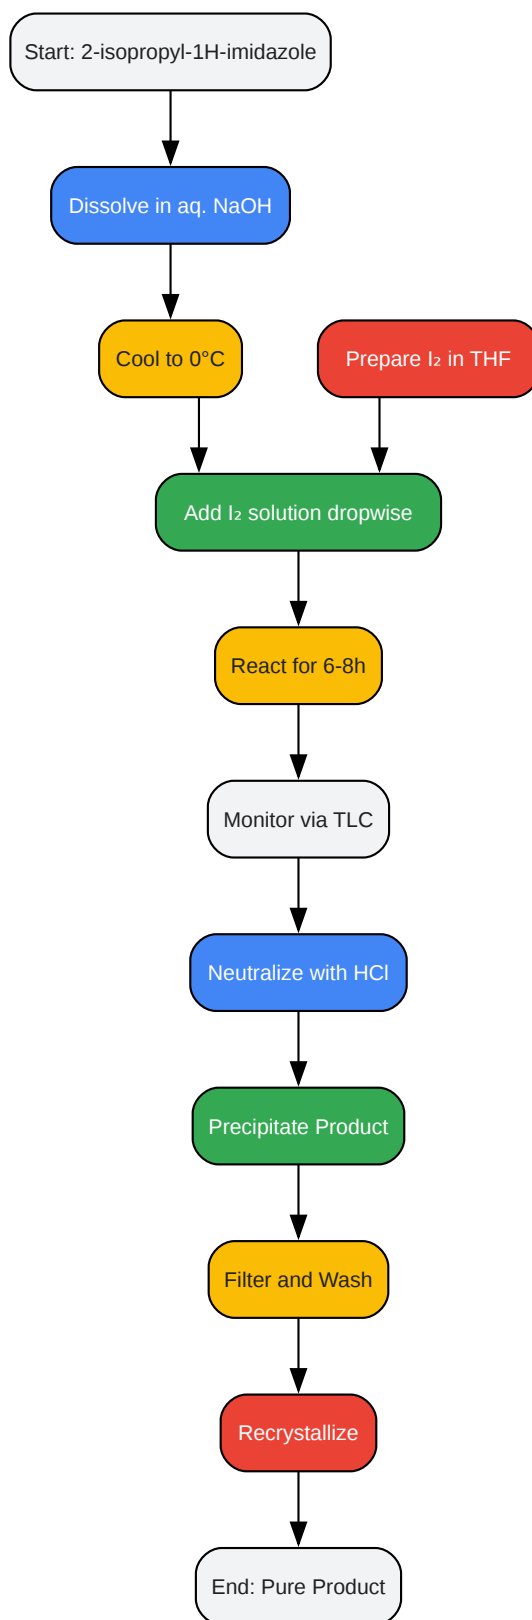 Start: 2-isopropyl-1H-imidazole
Dissolve in aq. NaOH
Cool to 0°C
Prepare I₂ in THF
Add I₂ solution dropwise
React for 6-8h
Monitor via TLC
Neutralize with HCl
Precipitate Product
Filter and Wash
Recrystallize
End: Pure Product